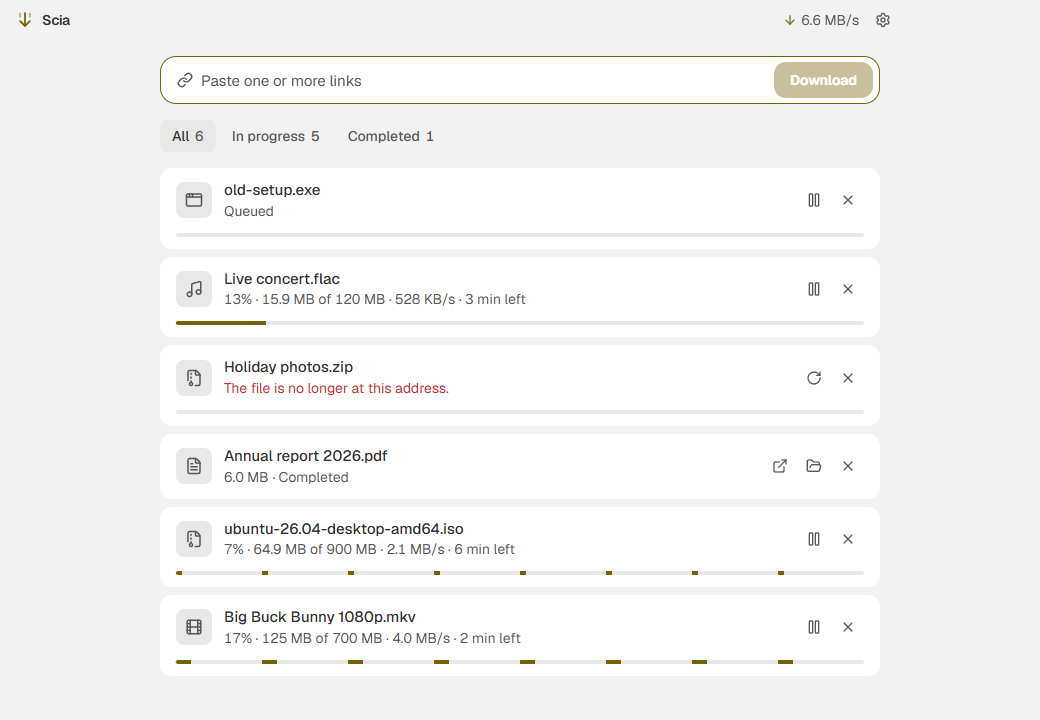 Scia
6.6 MB/s
Paste one or more links
Download
All 6
In progress 5
Completed 1
old-setup.exe
Queued
Live concert.flac
13% · 15.9 MB of 120 MB · 528 KB/s · 3 min left
Holiday photos.zip
The file is no longer at this address.
Annual report 2026.pdf
6.0 MB · Completed
ubuntu-26.04-desktop-amd64.iso
7% · 64.9 MB of 900 MB · 2.1 MB/s · 6 min left
Big Buck Bunny 1080p.mkv
17% · 125 MB of 700 MB · 4.0 MB/s · 2 min left